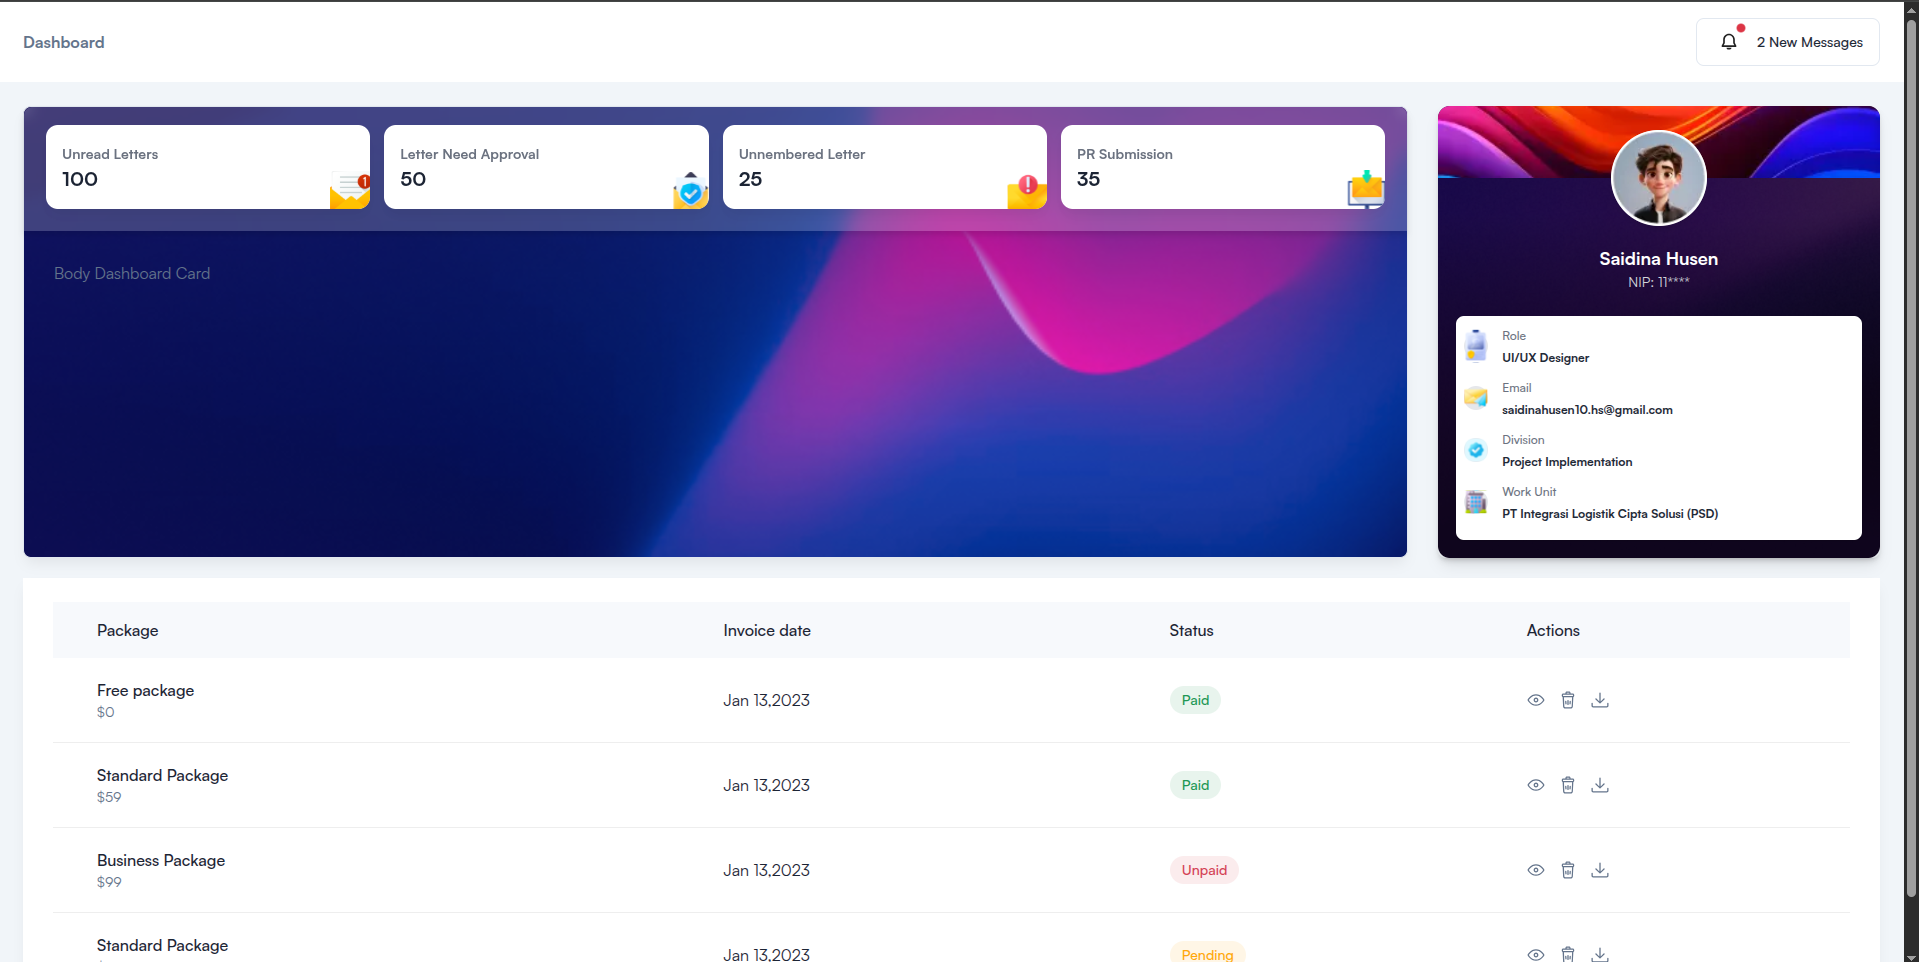 Dashboard
2 New Messages
Unread Letters
100
1
Letter Need Approval
50
Unnembered Letter
25
PR Submission
35
Body Dashboard Card
Saidina Husen
NIP: 11****
Role
UI/UX Designer
Email
saidinahusen10.hs@gmail.com
Division
Project Implementation
Work Unit
PT Integrasi Logistik Cipta Solusi (PSD)
Package Invoice date Status Actions
Free package
$0
Jan 13,2023 Paid
Standard Package
$59
Jan 13,2023 Paid
Business Package
$99
Jan 13,2023 Unpaid
Standard Package
Jan 13,2023 Pending